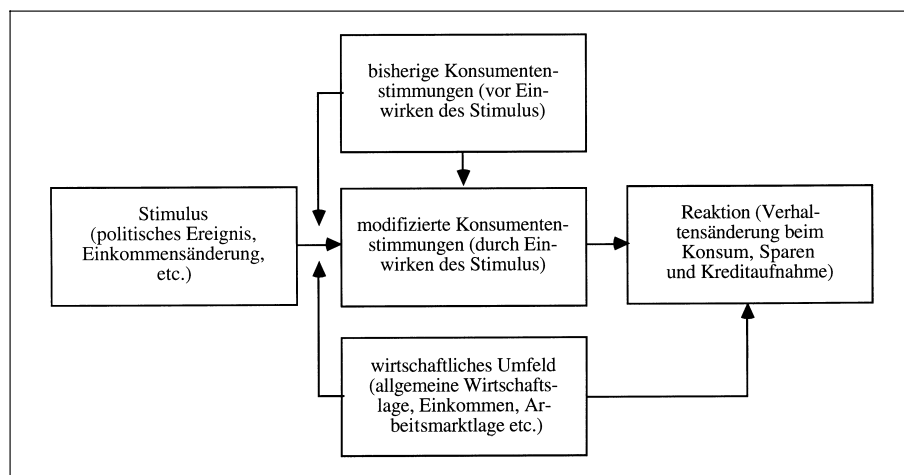 bisherige Konsumenten-
stimmungen (vor Ein-
wirken des Stimulus)
Stimulus
(politisches Ereignis,
Einkommensänderung,
etc.)
modifizierte Konsumenten-
stimmungen (durch Ein-
wirken des Stimulus)
Reaktion (Verhal-
tensänderung beim
Konsum, Sparen
und Kreditaufnahme)
wirtschaftliches Umfeld
(allgemeine Wirtschafts-
lage, Einkommen, Ar-
beitsmarktlage etc.)